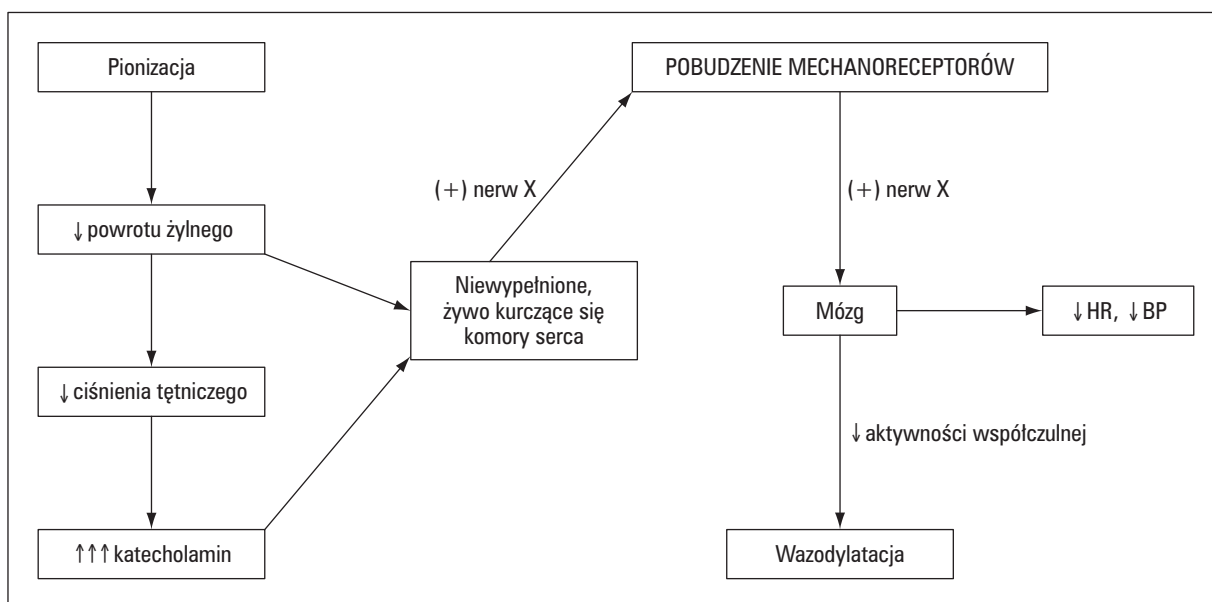 Pionizacja
↓ powrotu żylnego
↓ ciśnienia tętniczego
↑↑↑ katecholamin
Niewypełnione,
żywo kurczące się
komory serca
(+) nerw X
POBUDZENIE MECHANORECEPTORÓW
(+) nerw X
Mózg
↓ HR, ↓ BP
↓ aktywności współczulnej
Wazodylatacja